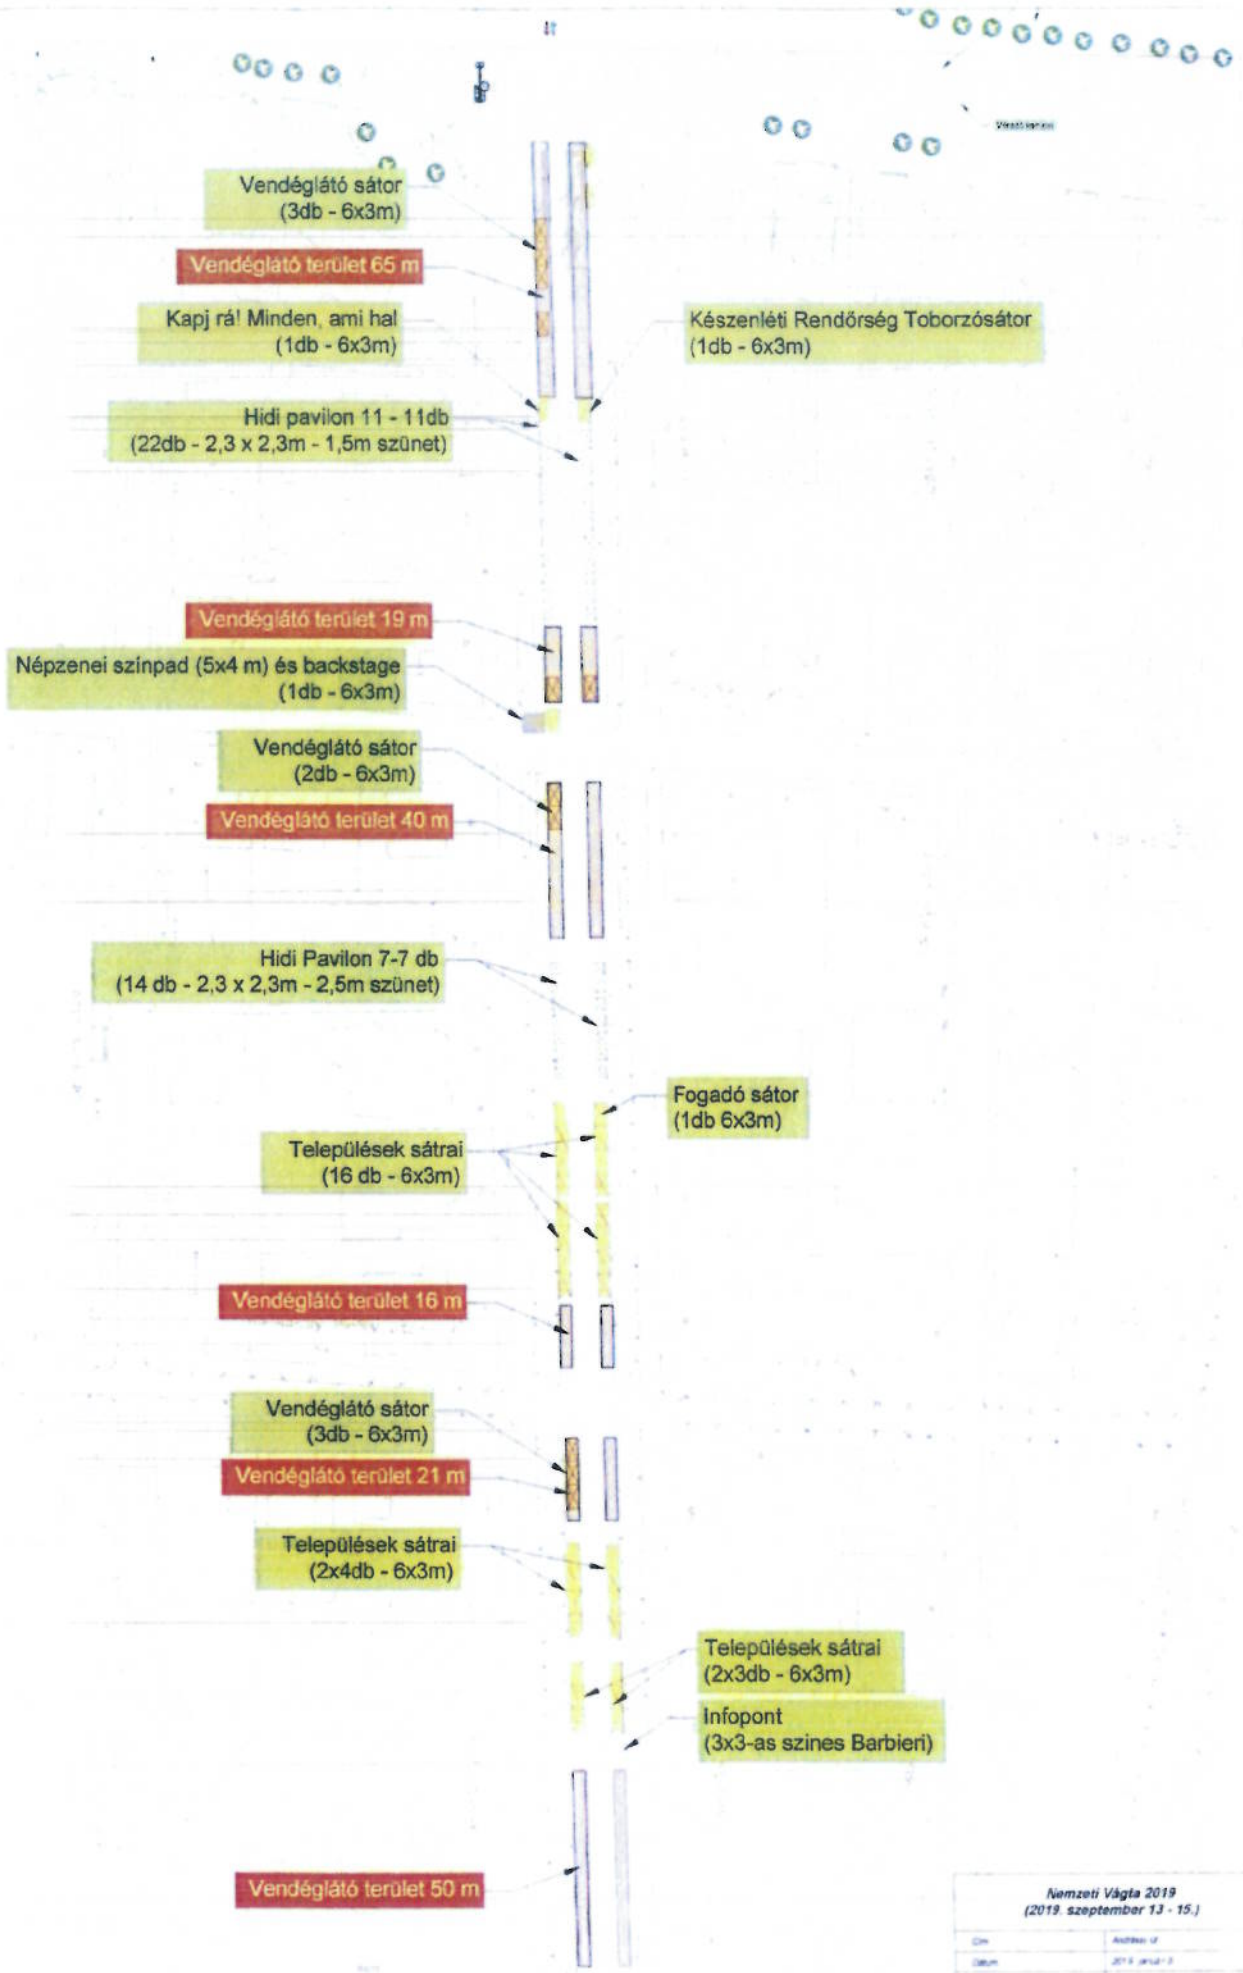 Vendéglátó sátor
(3db - 6x3m)
Vendéglátó terület 65 m
Kapj rá! Minden, ami hal
(1db - 6x3m)
Készenléti Rendőrség Toborzósátor
(1db - 6x3m)
Hidi pavilon 11 - 11db
(22db - 2,3 x 2,3m - 1,5m szünet)
Vendéglátó terület 19 m
Népzenei színpad (5x4 m) és backstage
(1db - 6x3m)
Vendéglátó sátor
(2db - 6x3m)
Vendéglátó terület 40 m
Hidi Pavilon 7-7 db
(14 db - 2,3 x 2,3m - 2,5m szünet)
Fogadó sátor
(1db 6x3m)
Települések sátrai
(16 db - 6x3m)
Vendéglátó terület 16 m
Vendéglátó sátor
(3db - 6x3m)
Vendéglátó terület 21 m
Települések sátrai
(2x4db - 6x3m)
Települések sátrai
(2x3db - 6x3m)
Infopont
(3x3-as szines Barbieri)
Vendéglátó terület 50 m
Nemzeti Vágta 2019
(2019. szeptember 13 - 15.)